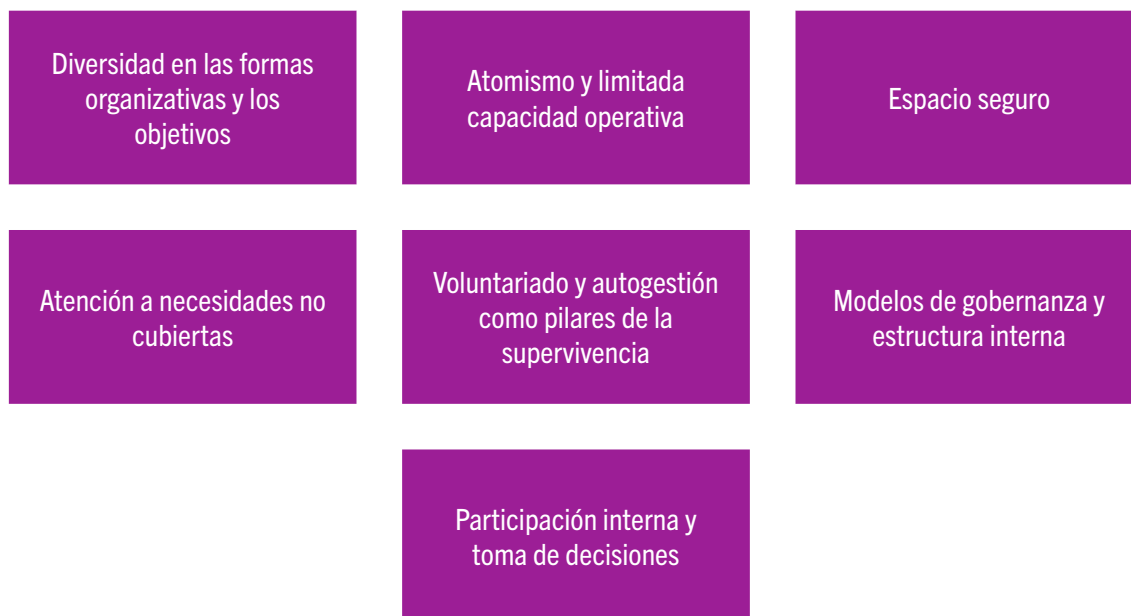 Diversidad en las formas
organizativas y los
objetivos
Atomismo y limitada
capacidad operativa
Espacio seguro
Atención a necesidades no
cubiertas
Voluntariado y autogestión
como pilares de la
supervivencia
Modelos de gobernanza y
estructura interna
Participación interna y
toma de decisiones